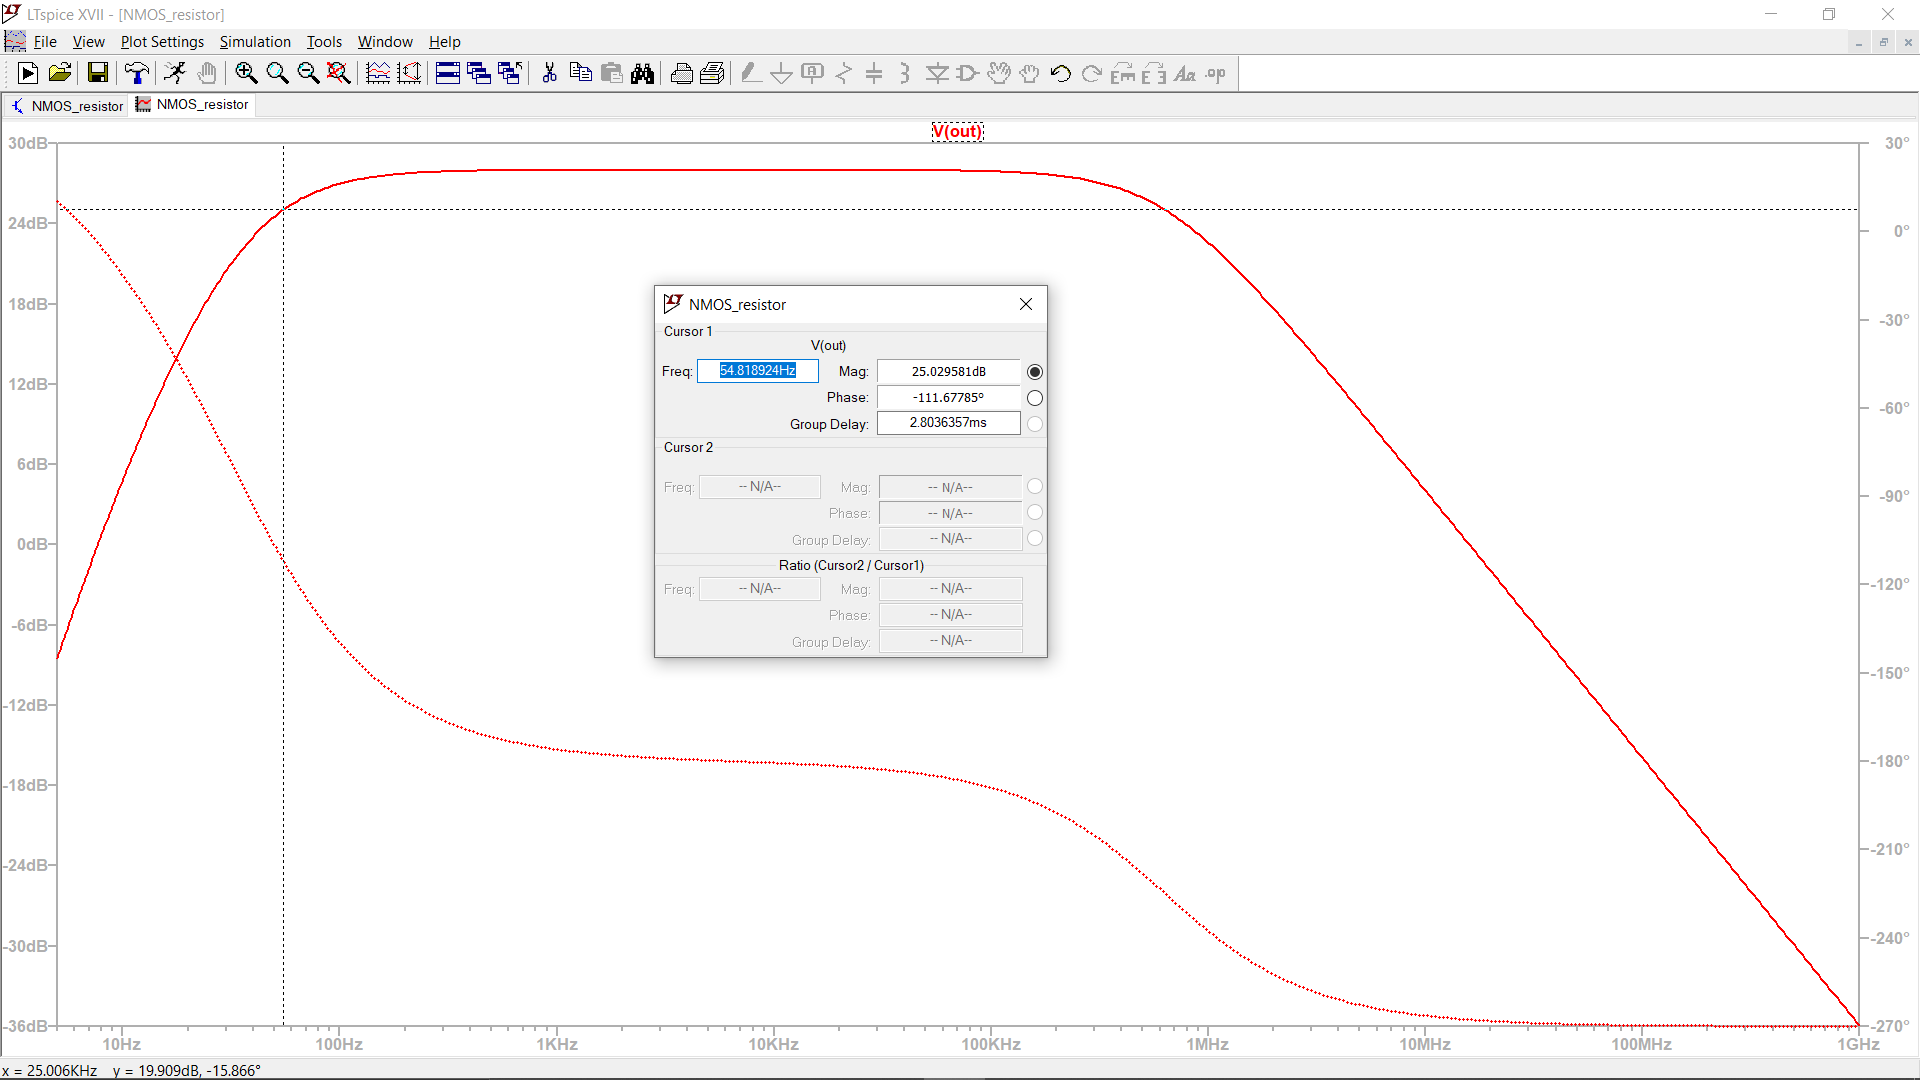 LTspice XVII - [NMOS_resistor]
File View Plot Settings Simulation Tools Window Help
NMOS_resistor NMOS_resistor
V(out)
30dB 30°
24dB 0°
18dB -30°
12dB -60°
6dB -90°
0dB -120°
-6dB -150°
-12dB -180°
-18dB -210°
-24dB -240°
-30dB -270°
-36dB
10Hz 100Hz 1KHz 10KHz 100KHz 1MHz 10MHz 100MHz 1GHz
NMOS_resistor
Cursor 1
V(out)
Freq: 54.818924Hz Mag: 25.029581dB
Phase: -111.67785°
Group Delay: 2.8036357ms
Cursor 2
Freq: -- N/A-- Mag: -- N/A--
Phase: -- N/A--
Group Delay: -- N/A--
Ratio (Cursor2 / Cursor1)
Freq: -- N/A-- Mag: -- N/A--
Phase: -- N/A--
Group Delay: -- N/A--
x = 25.006KHz y = 19.909dB, -15.866°